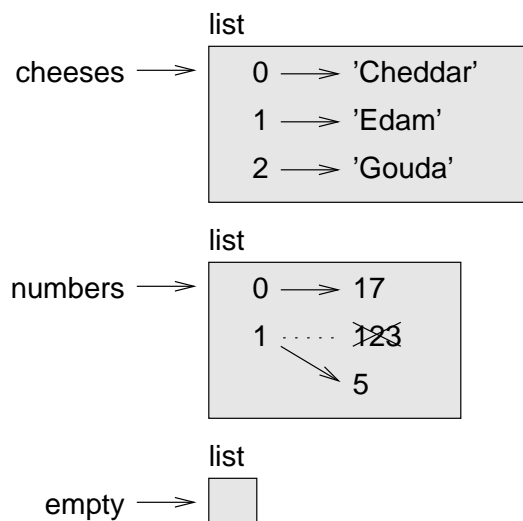 list
cheeses 0 ’Cheddar’
1 ’Edam’
2 ’Gouda’
list
numbers 0 17
1 123
5
list
empty